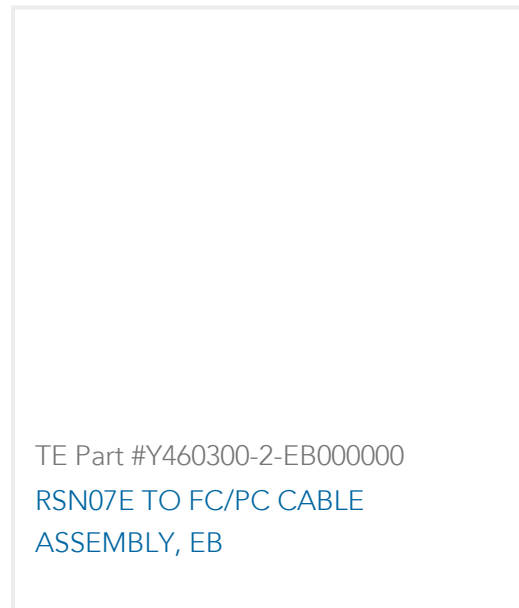 TE Part #Y460300-2-EB000000
RSN07E TO FC/PC CABLE
ASSEMBLY, EB